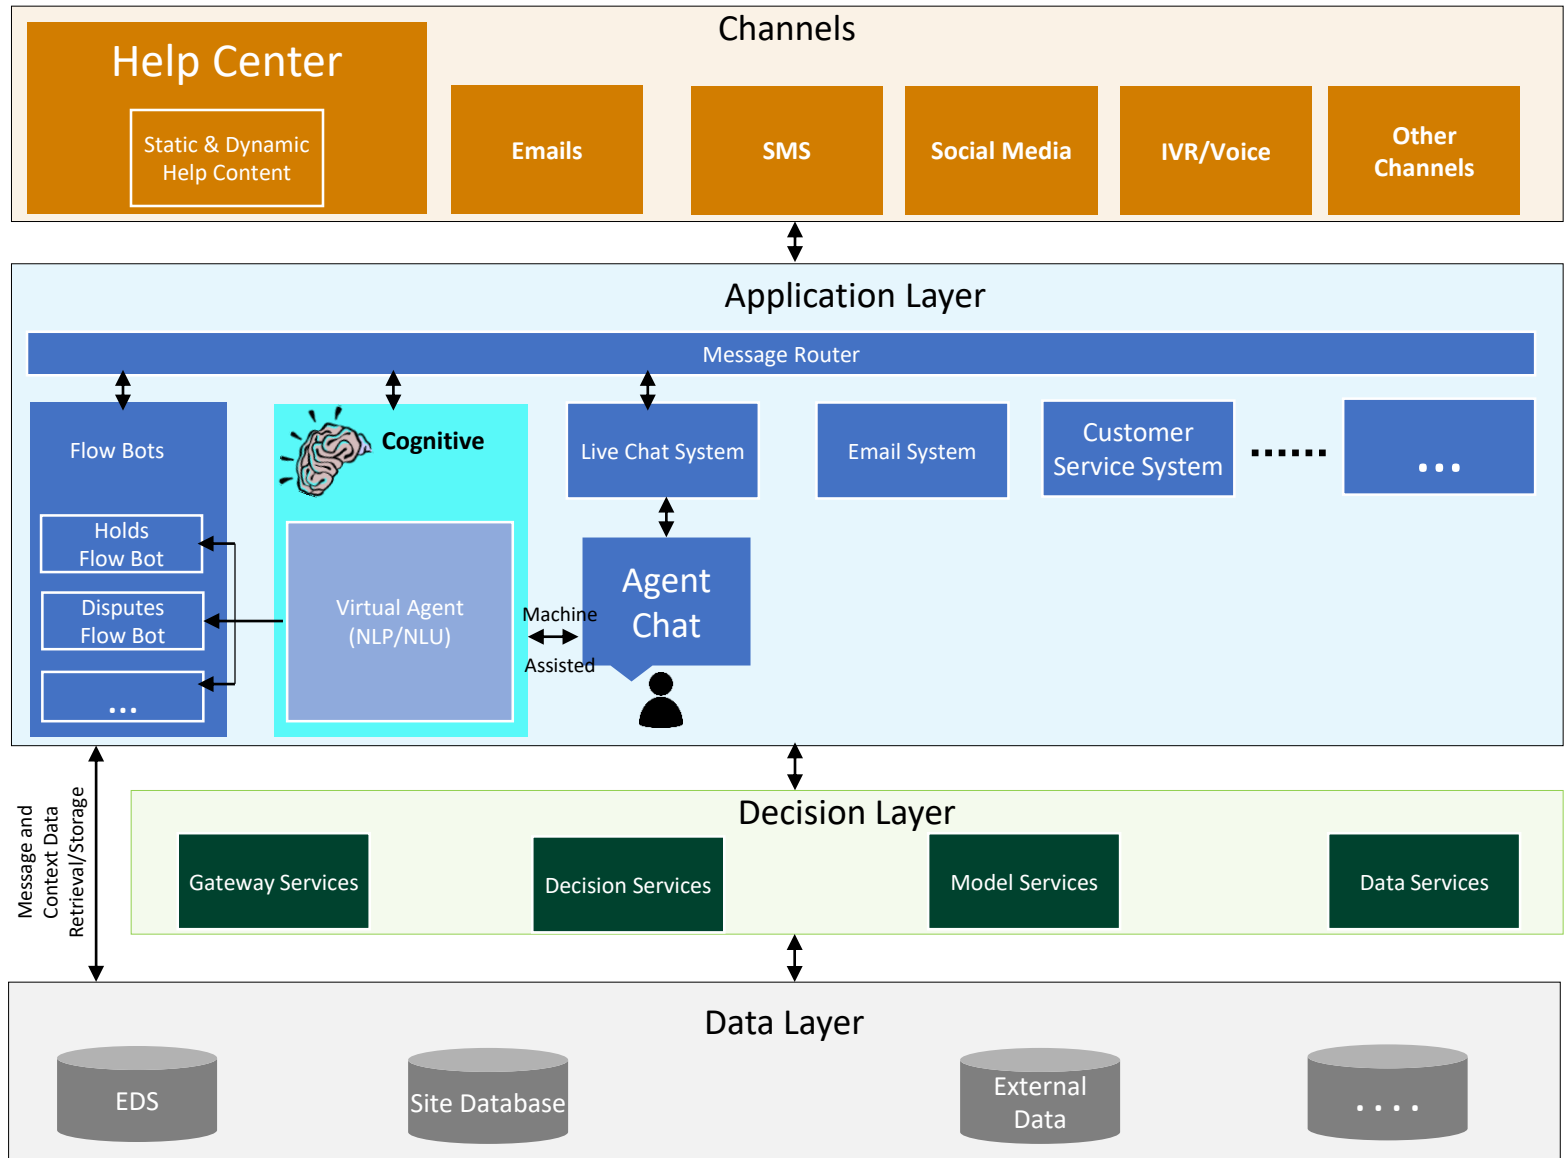 Channels
Help Center
Static & Dynamic
Help Content
Emails
SMS
Social Media
IVR/Voice
Other
Channels
Application Layer
Message Router
Flow Bots
Cognitive
Live Chat System
Email System
Customer
Service System
.......
...
Holds
Flow Bot
Disputes
Flow Bot
...
Virtual Agent
(NLP/NLU)
Machine
Assisted
Agent
Chat
Message and
Context Data
Retrieval/Storage
Decision Layer
Gateway Services
Decision Services
Model Services
Data Services
Data Layer
EDS
Site Database
External
Data
. . . .